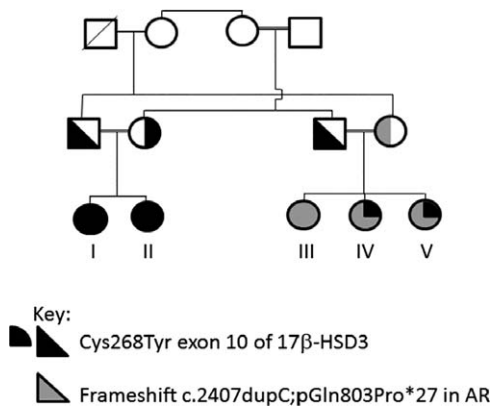 I II III IV V
Key:
Cys268Tyr exon 10 of 17β-HSD3
Frameshift c.2407dupC;pGln803Pro*27 in AR